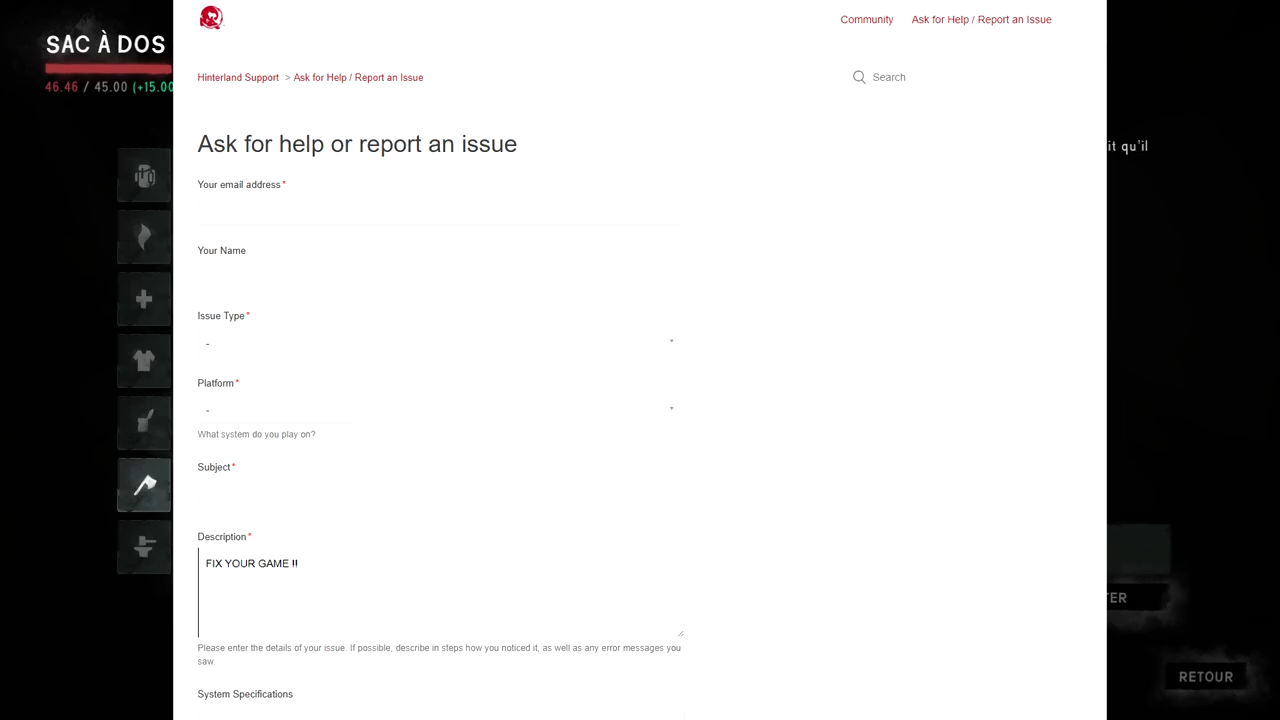 Community
Ask for Help / Report an Issue
SAC À DOS
46.46 / 45.00 (+15.00
Hinterland Support > Ask for Help / Report an Issue
Search
Ask for help or report an issue
it qu'il
Your email address*
Your Name
Issue Type*
-
Platform*
-
What system do you play on?
Subject*
Description*
FIX YOUR GAME !!
TER
Please enter the details of your issue. If possible, describe in steps how you noticed it, as well as any error messages you
saw.
RETOUR
System Specifications